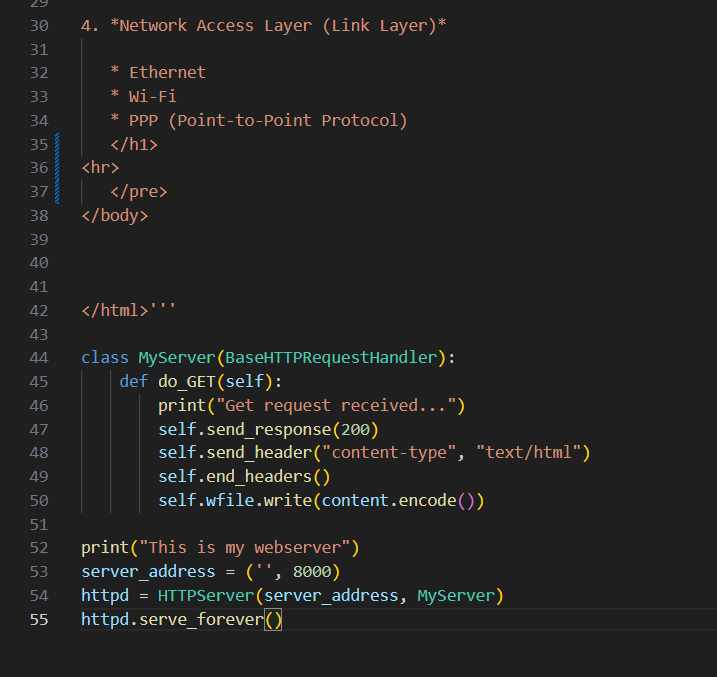 29
30 4. *Network Access Layer (Link Layer)*
31
32 * Ethernet
33 * Wi-Fi
34 * PPP (Point-to-Point Protocol)
35 </h1>
36 <hr>
37 </pre>
38 </body>
39
40
41
42 </html>'''
43
44 class MyServer(BaseHTTPRequestHandler):
45 def do_GET(self):
46 print("Get request received...")
47 self.send_response(200)
48 self.send_header("content-type", "text/html")
49 self.end_headers()
50 self.wfile.write(content.encode())
51
52 print("This is my webserver")
53 server_address = ('', 8000)
54 httpd = HTTPServer(server_address, MyServer)
55 httpd.serve_forever()